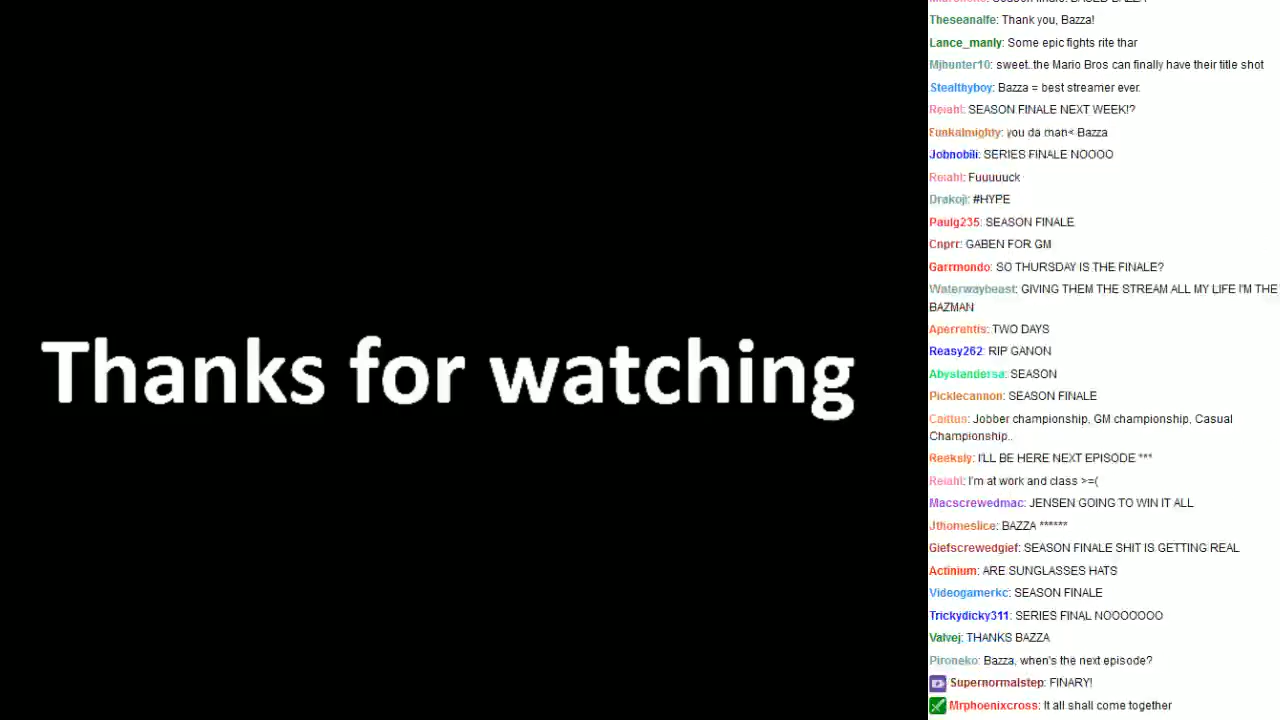 Thanks for watching
Theseanalfe: Thank you, Bazza!
Lance_manly: Some epic fights rite thar
Mjhunter10: sweet..the Mario Bros can finally have their title shot
Stealthyboy: Bazza = best streamer ever.
Reiahl: SEASON FINALE NEXT WEEK!?
Funkalmighty: you da man< Bazza
Jobnobili: SERIES FINALE NOOOO
Reiahl: Fuuuuuck
Drakoji: #HYPE
Paulg235: SEASON FINALE
Cnprr: GABEN FOR GM
Garrmondo: SO THURSDAY IS THE FINALE?
Waterwaybeast: GIVING THEM THE STREAM ALL MY LIFE I'M THE
BAZMAN
Aperrentis: TWO DAYS
Reasy262: RIP GANON
Abystandersa: SEASON
Picklecannon: SEASON FINALE
Jobber championship, GM championship, Casual
Championship..
Reeksly: I'LL BE HERE NEXT EPISODE ***
Reiahl: I'm at work and class >=(
Macscrewedmac: JENSEN GOING TO WIN IT ALL
Jthomeslice: BAZZA ******
Giefscrewedgief: SEASON FINALE SHIT IS GETTING REAL
Actinium: ARE SUNGLASSES HATS
Videogamerkc: SEASON FINALE
Trickydicky311: SERIES FINAL NOOOOOOO
Valvej: THANKS BAZZA
Pironeko: Bazza, when's the next episode?
Supernormalstep: FINARY!
Mrphoenixcross: It all shall come together